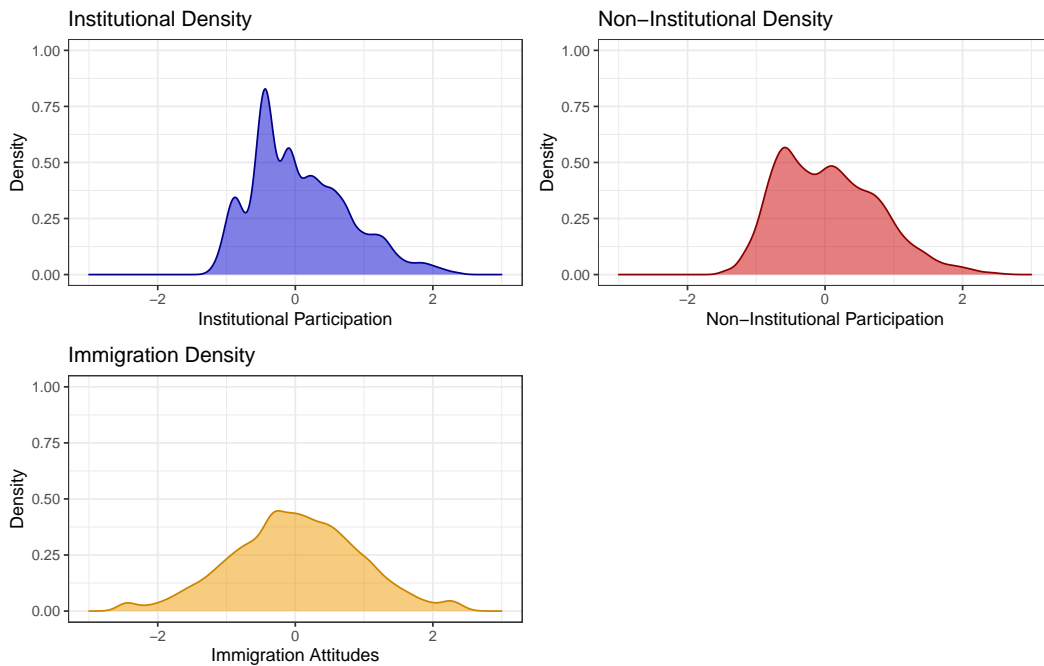 Institutional Density
1.00
0.75
0.50
0.25
0.00
Density
−2
0
2
Institutional Participation
Non−Institutional Density
1.00
0.75
0.50
0.25
0.00
Density
−2
0
2
Non−Institutional Participation
Immigration Density
1.00
0.75
0.50
0.25
0.00
Density
−2
0
2
Immigration Attitudes